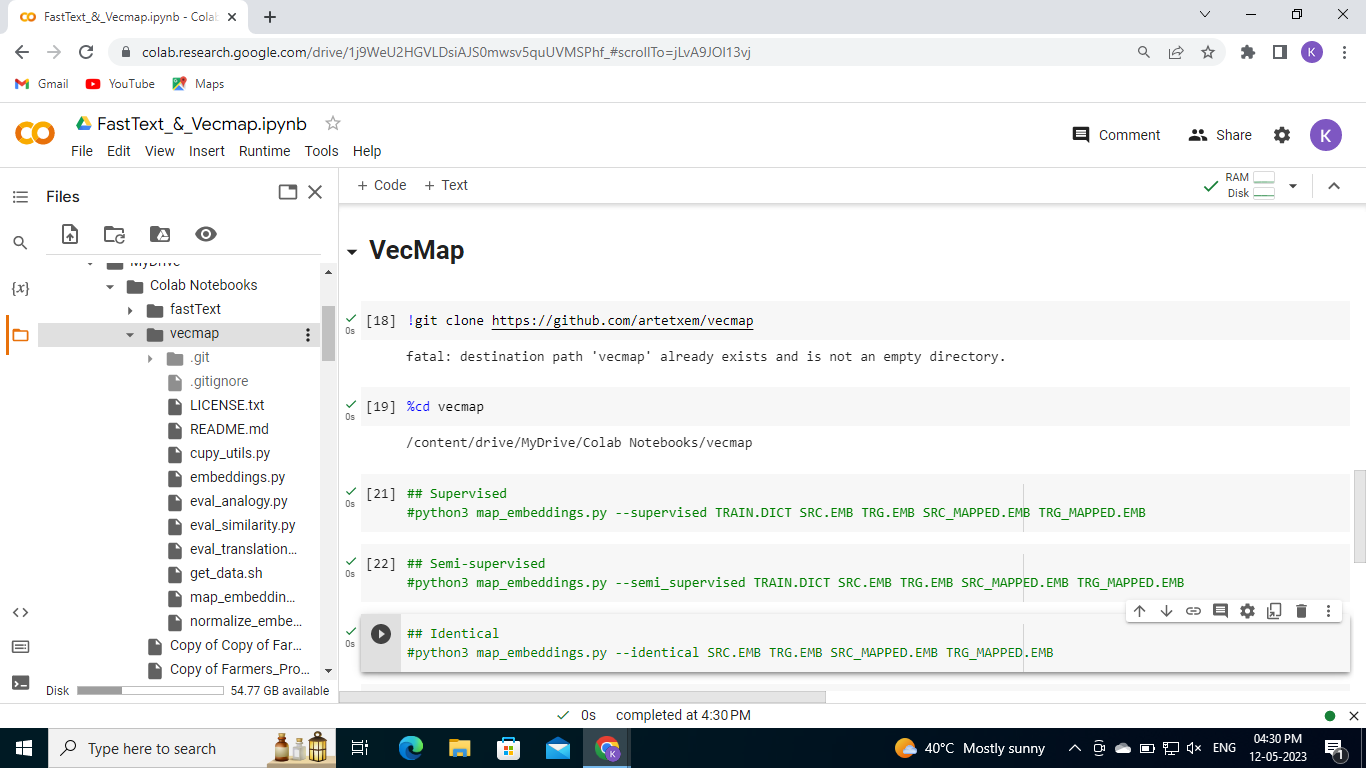 FastText_&_Vecmap.ipynb - Colab
colab.research.google.com/drive/1j9WeU2HGVLDsiAJS0mwsv5quUVMSPhf_#scrollTo=jLvA9JOl13vj
K
Gmail
YouTube
Maps
FastText_&_Vecmap.ipynb
File Edit View Insert Runtime Tools Help
Comment
Share
K
Files
+ Code + Text
RAM
Disk
MyDrive
Colab Notebooks
fastText
vecmap
.git
.gitignore
LICENSE.txt
README.md
cupy_utils.py
embeddings.py
eval_analogy.py
eval_similarity.py
eval_translation...
get_data.sh
map_embeddin...
normalize_embe...
Copy of Copy of Far...
Copy of Farmers_Pro...
Disk 54.77 GB available
{x}
<>
VecMap
0s
[18] !git clone https://github.com/artetxem/vecmap
fatal: destination path 'vecmap' already exists and is not an empty directory.
0s
[19] %cd vecmap
/content/drive/MyDrive/Colab Notebooks/vecmap
0s
[21] ## Supervised
#python3 map_embeddings.py --supervised TRAIN.DICT SRC.EMB TRG.EMB SRC_MAPPED.EMB TRG_MAPPED.EMB
0s
[22] ## Semi-supervised
#python3 map_embeddings.py --semi_supervised TRAIN.DICT SRC.EMB TRG.EMB SRC_MAPPED.EMB TRG_MAPPED.EMB
0s
## Identical
#python3 map_embeddings.py --identical SRC.EMB TRG.EMB SRC_MAPPED.EMB TRG_MAPPED.EMB
0s completed at 4:30 PM
Type here to search
K
40°C Mostly sunny
ENG
04:30 PM
12-05-2023
1